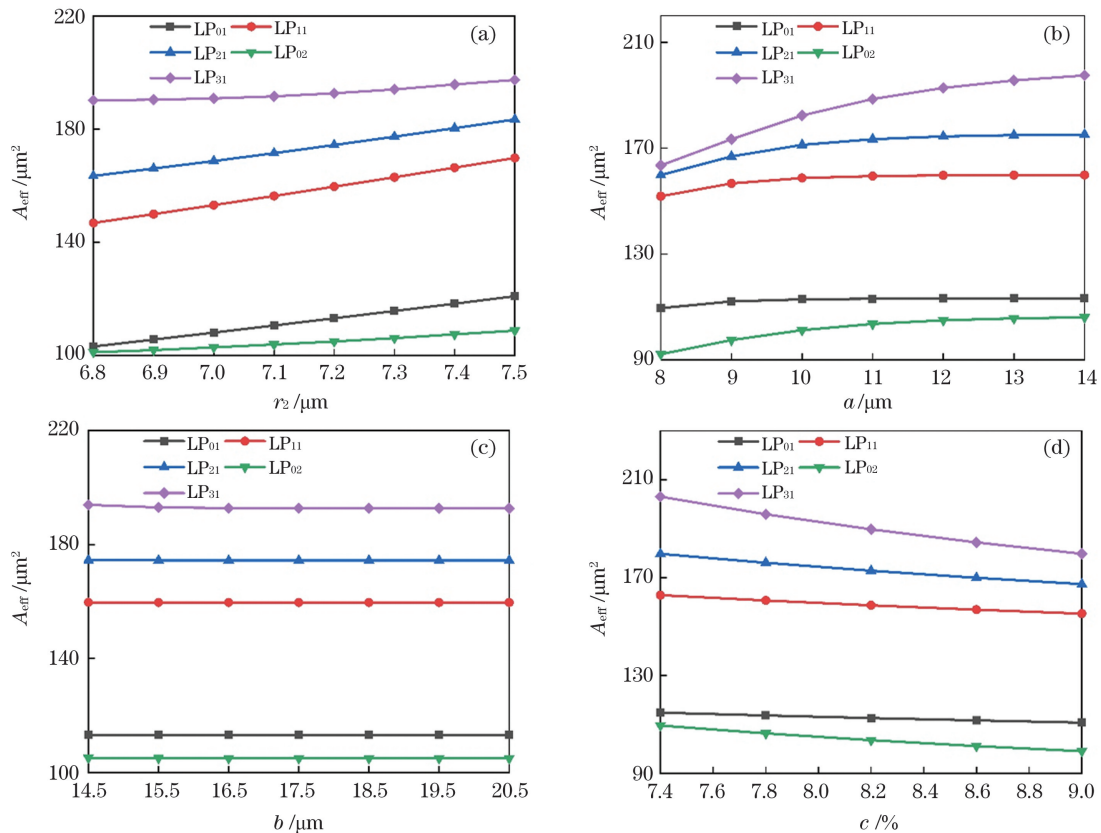 220
LP₀₁ LP₁₁ (a)
LP₂₁ LP₀₂
LP₃₁
180
140
100
Aeff /μm²
6.8 6.9 7.0 7.1 7.2 7.3 7.4 7.5
r₂ /μm
210
LP₀₁ LP₁₁ (b)
LP₂₁ LP₀₂
LP₃₁
170
130
90
Aeff /μm²
8 9 10 11 12 13 14
a /μm
220
LP₀₁ LP₁₁ (c)
LP₂₁ LP₀₂
LP₃₁
180
140
100
Aeff /μm²
14.5 15.5 16.5 17.5 18.5 19.5 20.5
b /μm
LP₀₁ LP₁₁ (d)
LP₂₁ LP₀₂
210
LP₃₁
170
130
90
Aeff /μm²
7.4 7.6 7.8 8.0 8.2 8.4 8.6 8.8 9.0
c /%